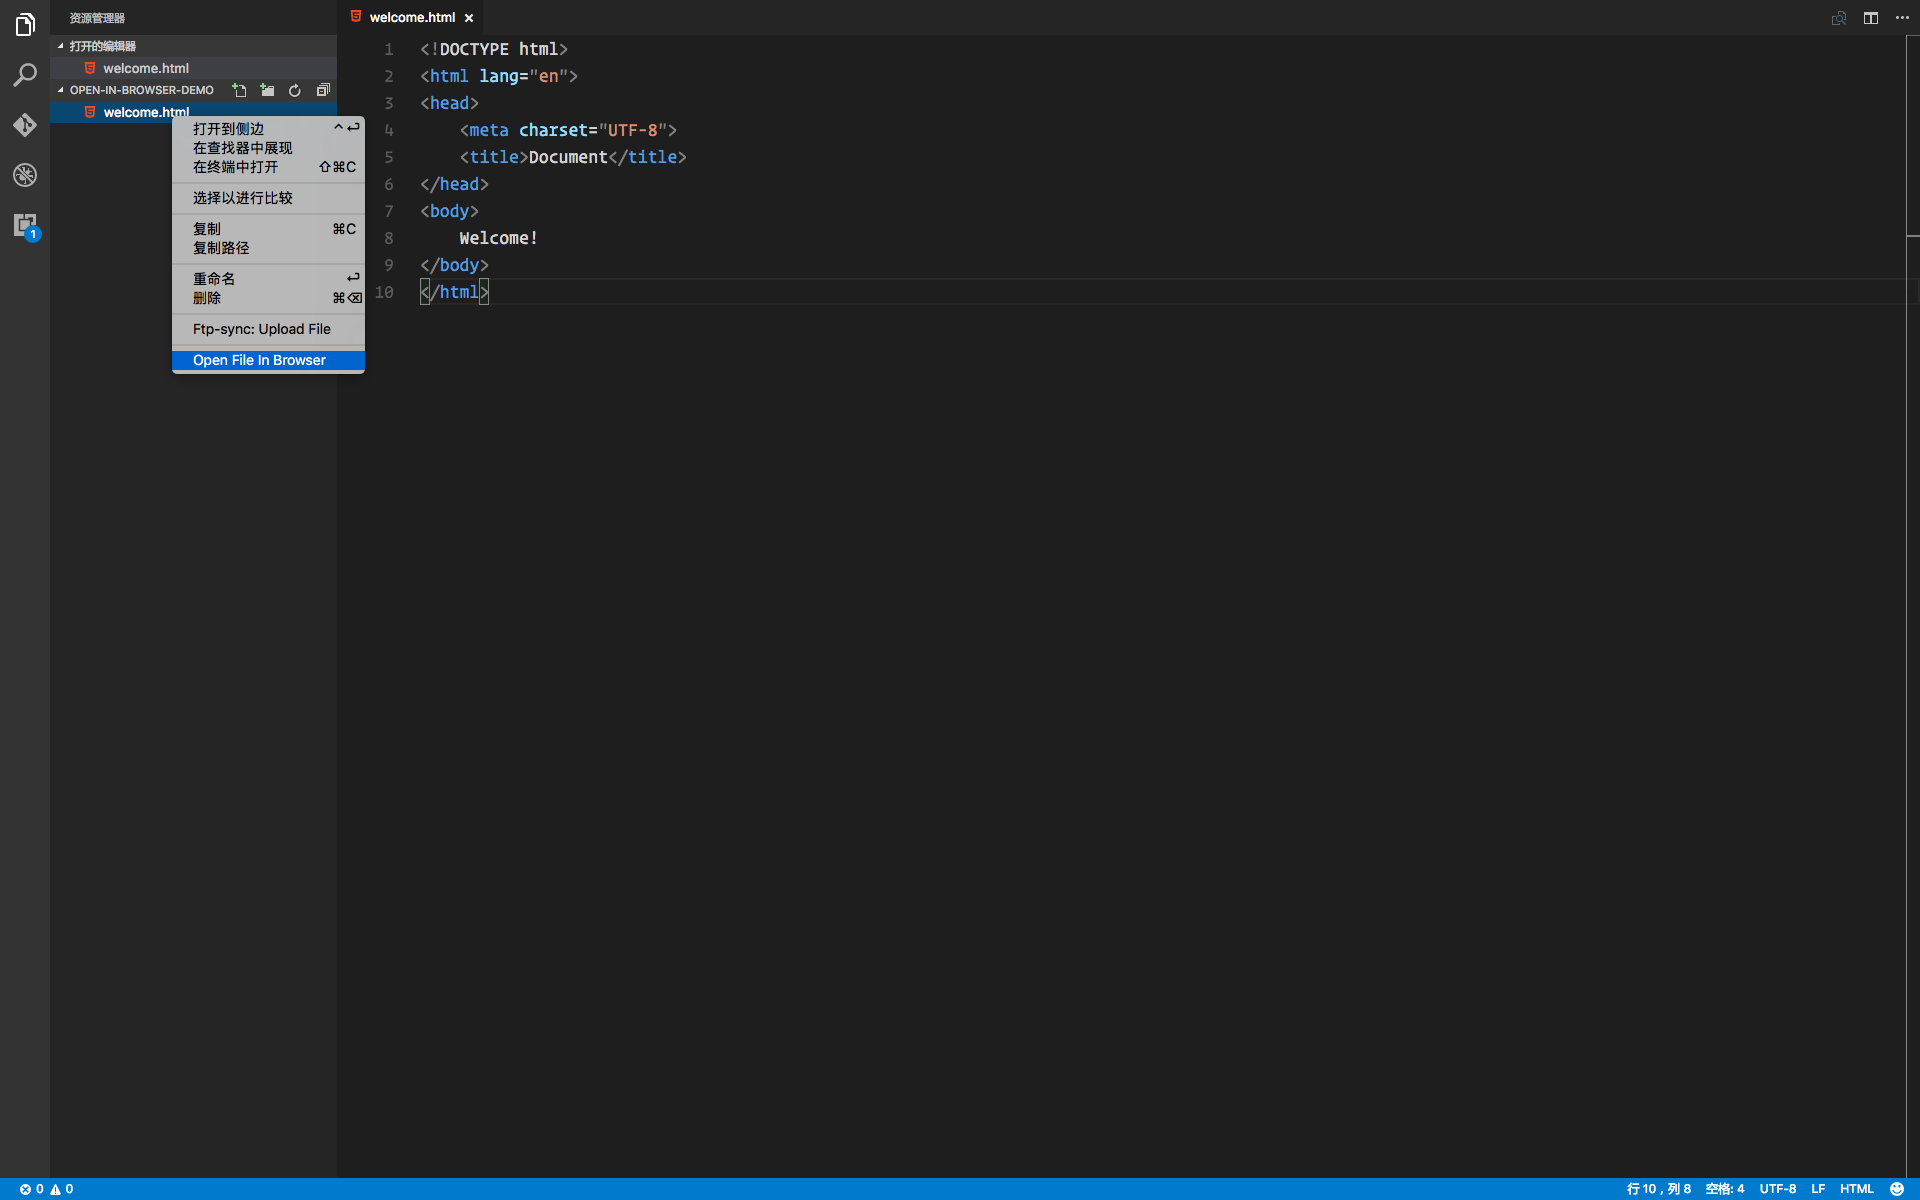 资源管理器
打开的编辑器
welcome.html
OPEN-IN-BROWSER-DEMO
welcome.html
打开到侧边 ^↩
在查找器中展现
在终端中打开 ⇧⌘C
选择以进行比较
复制 ⌘C
复制路径
重命名 ↩
删除 ⌘⌫
Ftp-sync: Upload File
Open File In Browser
1
welcome.html ×
1 <!DOCTYPE html>
2 <html lang="en">
3 <head>
4     <meta charset="UTF-8">
5     <title>Document</title>
6 </head>
7 <body>
8     Welcome!
9 </body>
10 </html>
0 0
行 10，列 8 空格: 4 UTF-8 LF HTML